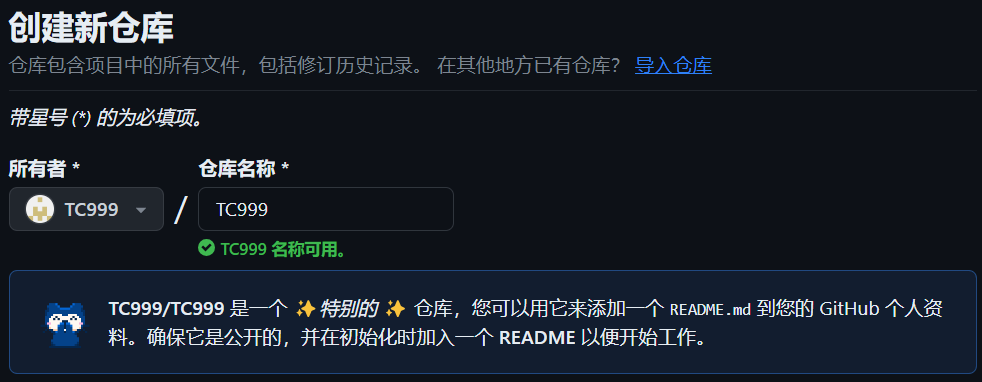 创建新仓库
仓库包含项目中的所有文件，包括修订历史记录。 在其他地方已有仓库？ 导入仓库
带星号 (*) 的为必填项。
所有者 * 仓库名称 *
TC999 / TC999
TC999 名称可用。
TC999/TC999 是一个 ✨特别的 ✨ 仓库，您可以用它来添加一个 README.md 到您的 GitHub 个人资
料。确保它是公开的，并在初始化时加入一个 README 以便开始工作。